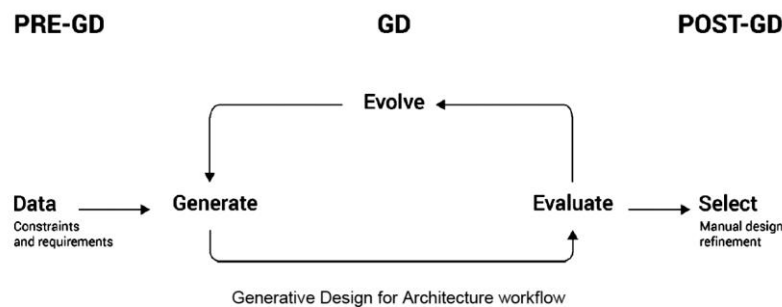 PRE-GD GD POST-GD
Evolve
Data Generate Evaluate Select
Constraints
and requirements
Manual design
refinement
Generative Design for Architecture workflow